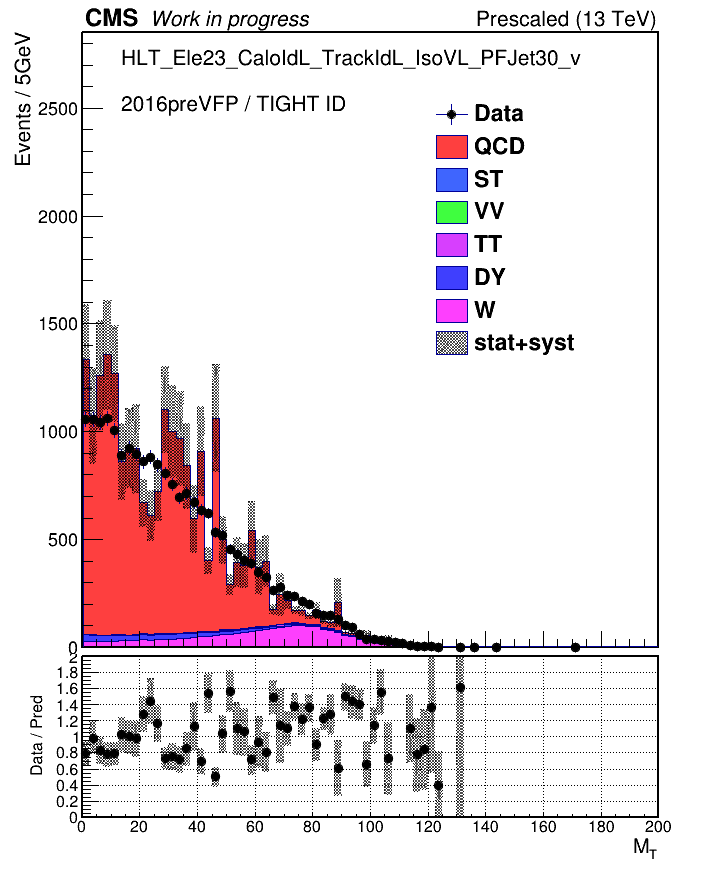 CMS Work in progress Prescaled (13 TeV)
HLT_Ele23_CaloIdL_TrackIdL_IsoVL_PFJet30_v
2016preVFP / TIGHT ID
Events / 5GeV
2500
2000
1500
1000
500
0
Data
QCD
ST
VV
TT
DY
W
stat+syst
Data / Pred
2
1.8
1.6
1.4
1.2
1
0.8
0.6
0.4
0.2
0
0 20 40 60 80 100 120 140 160 180 200
M_T